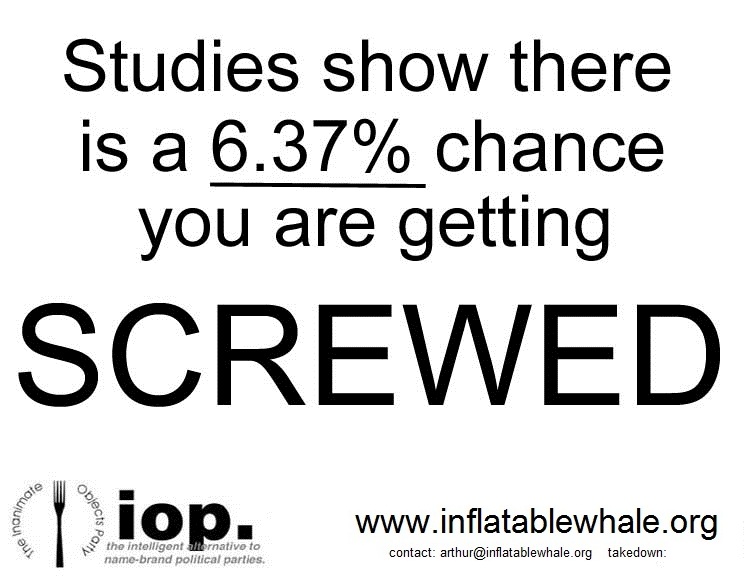 Studies show there
is a 6.37% chance
you are getting
SCREWED
The Inanimate
Objects Party
iop.
the intelligent alternative to
name-brand political parties.
www.inflatablewhale.org
contact: arthur@inflatablewhale.org takedown: